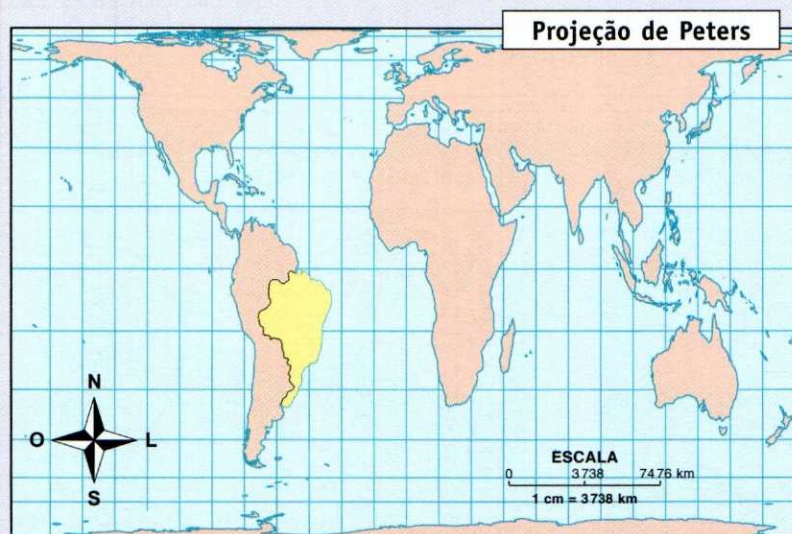 Projeção de Peters
N
O L
S
ESCALA
0 3738 7476 km
1 cm = 3738 km